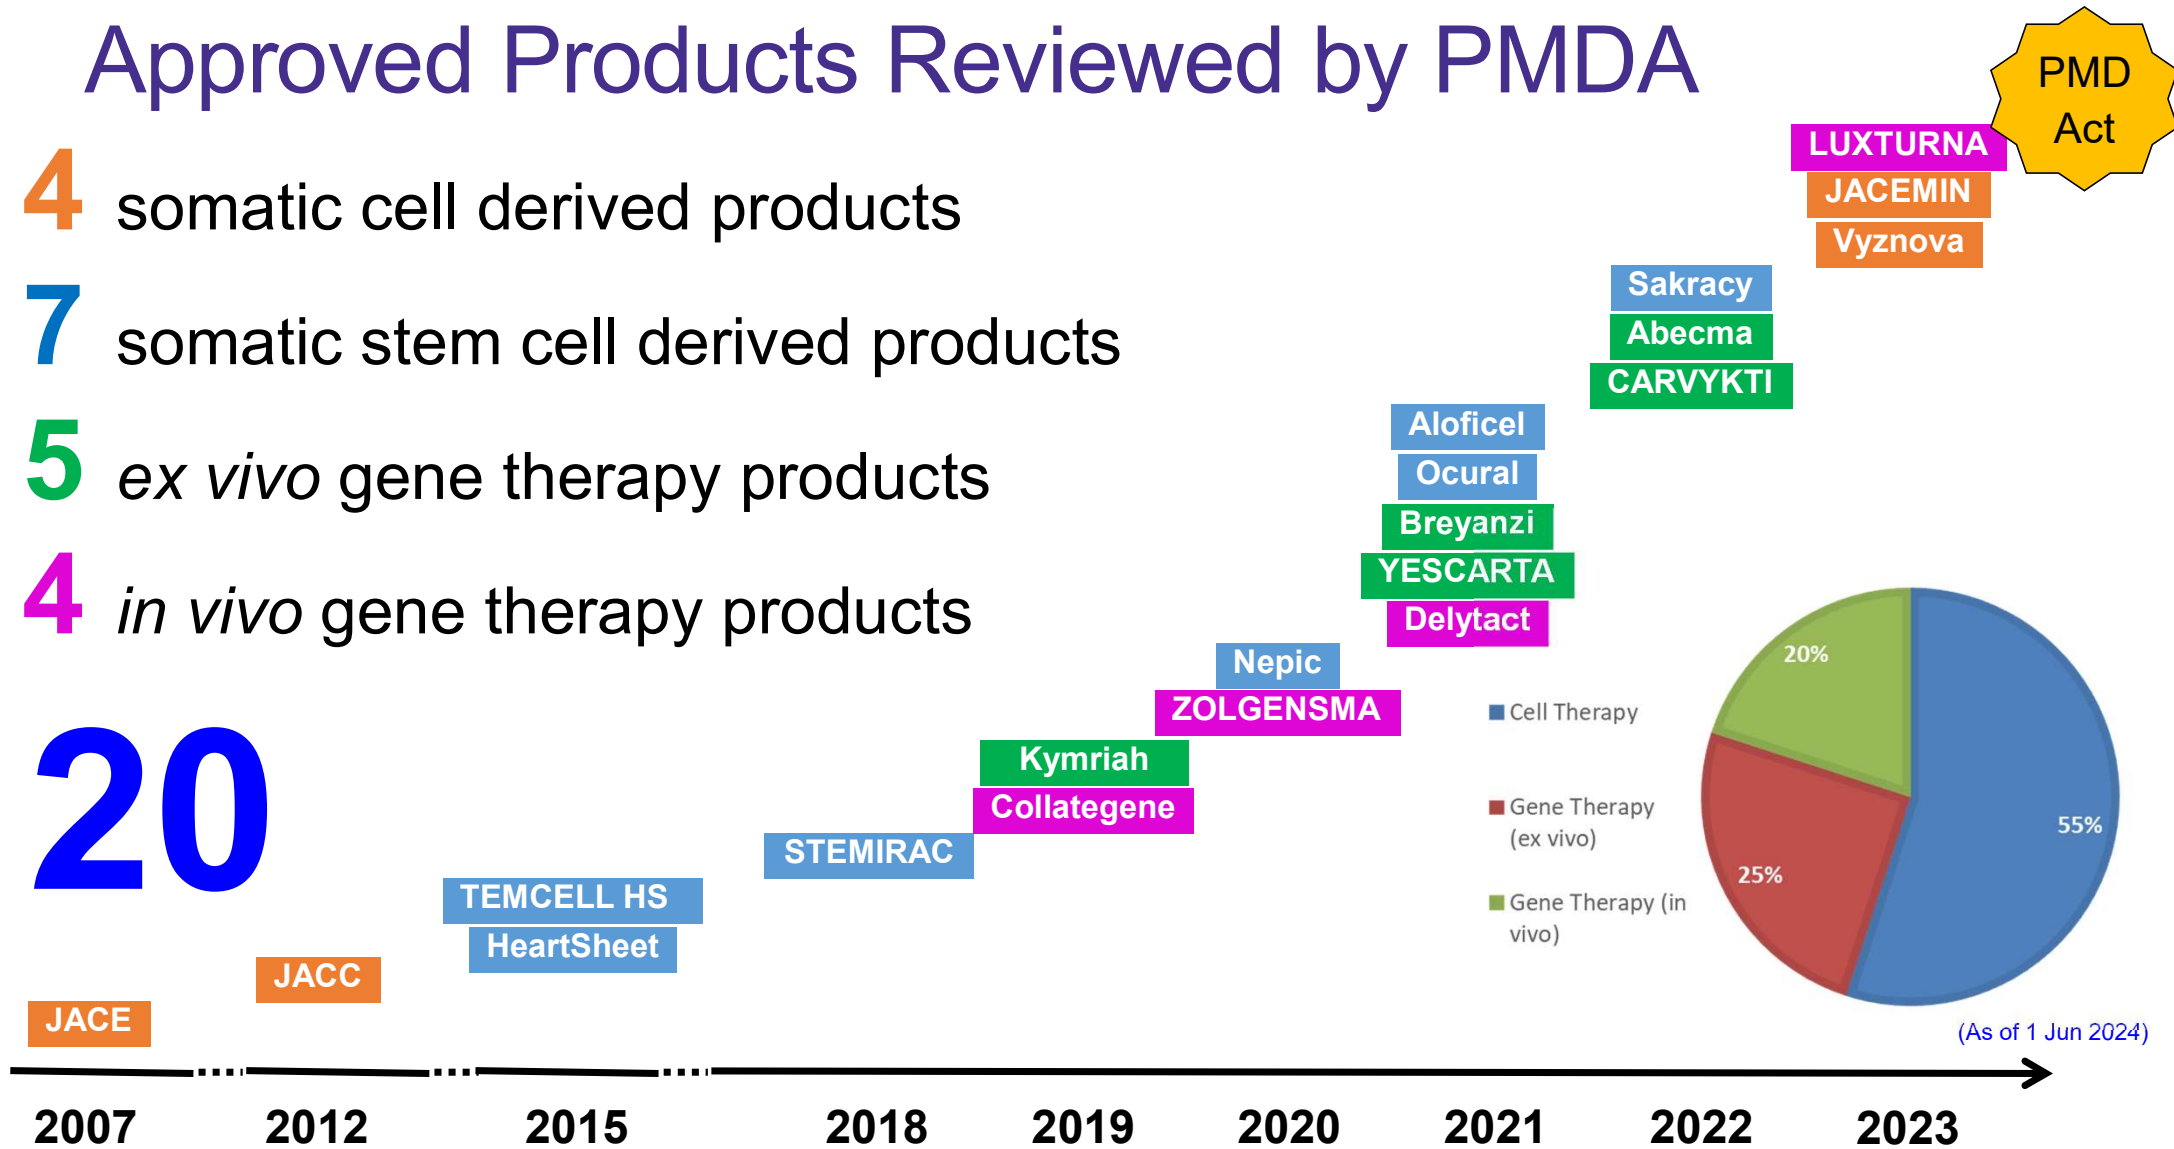 Approved Products Reviewed by PMDA
PMD
Act
4 somatic cell derived products
7 somatic stem cell derived products
5 ex vivo gene therapy products
4 in vivo gene therapy products
20
LUXTURNA
JACEMIN
Vyznova
Sakracy
Abecma
CARVYKTI
Aloficel
Ocural
Breyanzi
YESCARTA
Delytact
Nepic
ZOLGENSMA
Kymriah
Collategene
STEMIRAC
TEMCELL HS
HeartSheet
JACC
JACE
Cell Therapy
Gene Therapy
(ex vivo)
Gene Therapy (in
vivo)
20%
55%
25%
(As of 1 Jun 2024)
2007 2012 2015 2018 2019 2020 2021 2022 2023